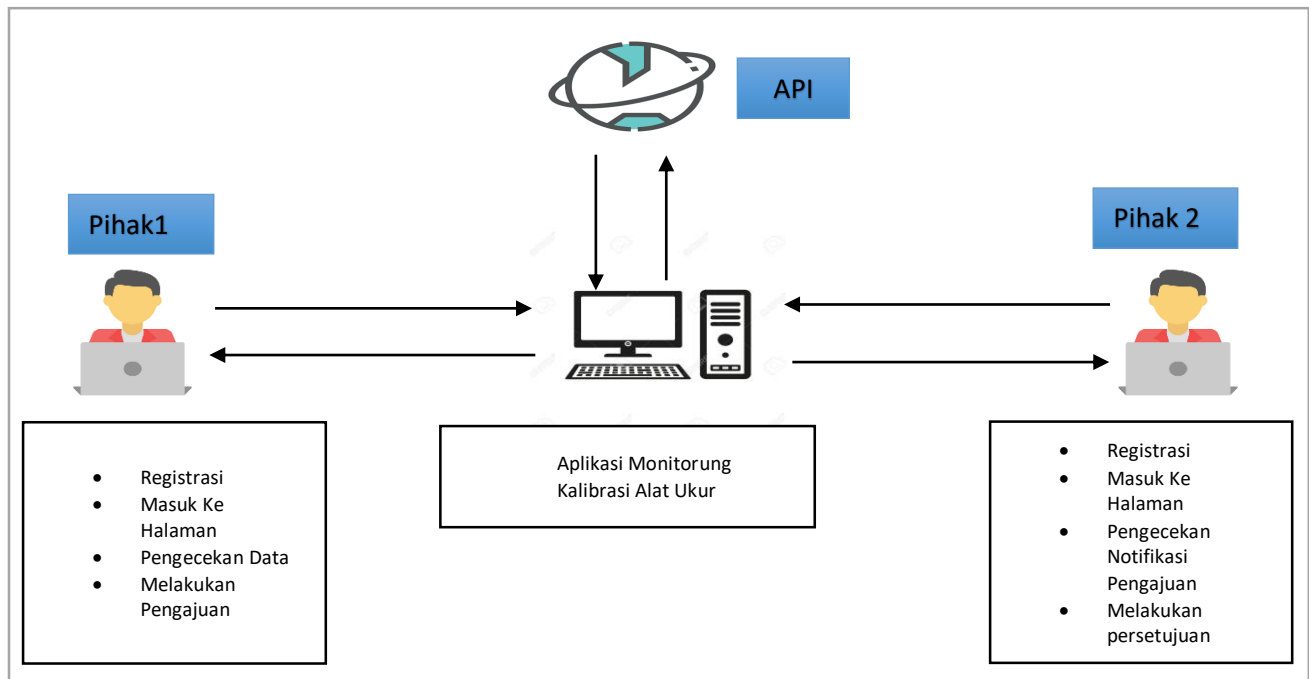 API
Pihak1
Pihak 2
• Registrasi
• Masuk Ke
Halaman
• Pengecekan Data
• Melakukan
Pengajuan
Aplikasi Monitorung
Kalibrasi Alat Ukur
• Registrasi
• Masuk Ke
Halaman
• Pengecekan
Notifikasi
Pengajuan
• Melakukan
persetujuan